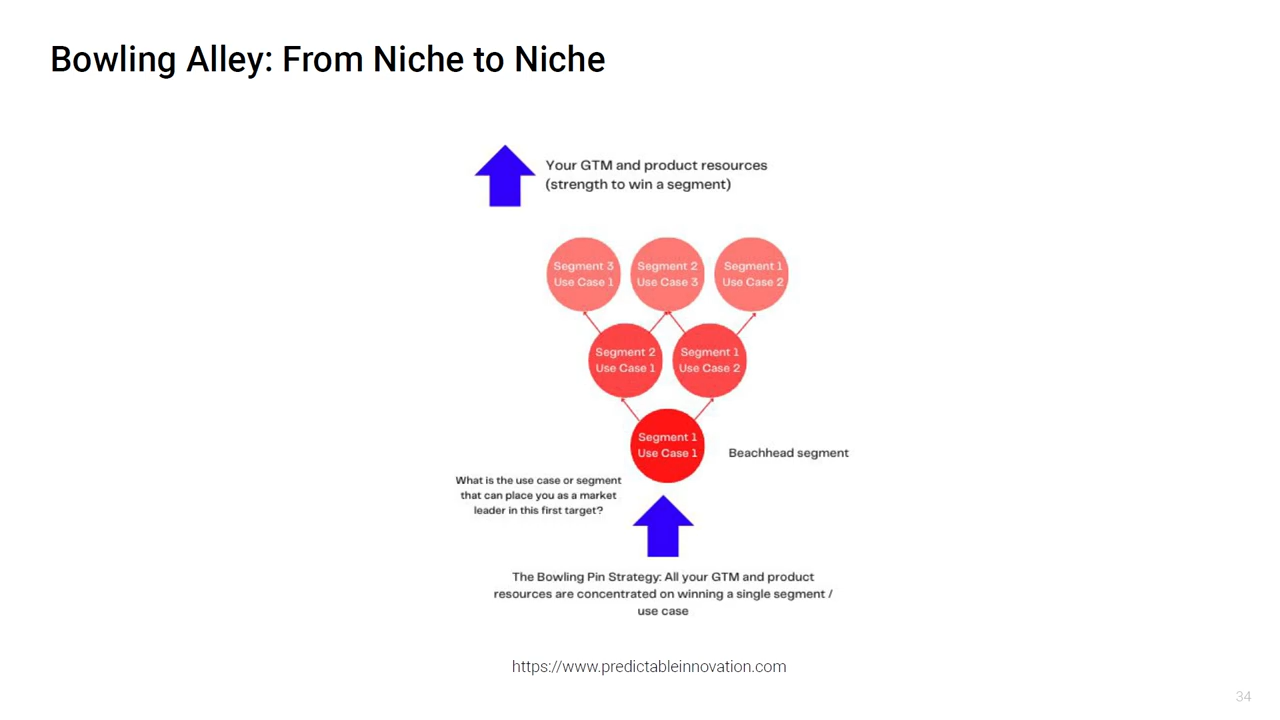 Bowling Alley: From Niche to Niche
Your GTM and product resources
(strength to win a segment)
Segment 3
Use Case 1
Segment 2
Use Case 3
Segment 1
Use Case 2
Segment 2
Use Case 1
Segment 1
Use Case 2
Segment 1
Use Case 1
Beachhead segment
What is the use case or segment
that can place you as a market
leader in this first target?
The Bowling Pin Strategy: All your GTM and product
resources are concentrated on winning a single segment /
use case
https://www.predictableinnovation.com
34